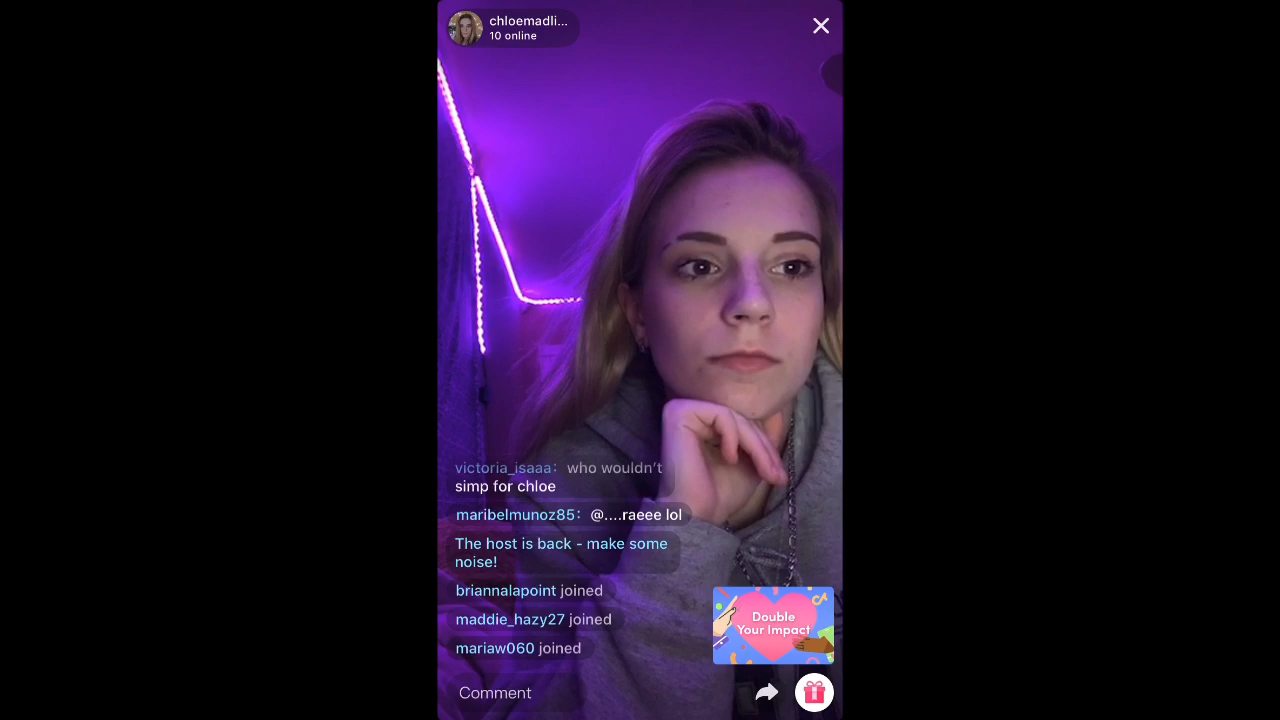 chloemadli...
10 online
victoria_isaaa: who wouldn't
simp for chloe
maribelmunoz85: @....raeee lol
The host is back - make some
noise!
briannalapoint joined
maddie_hazy27 joined
mariaw060 joined
Double
Your Impact
Comment